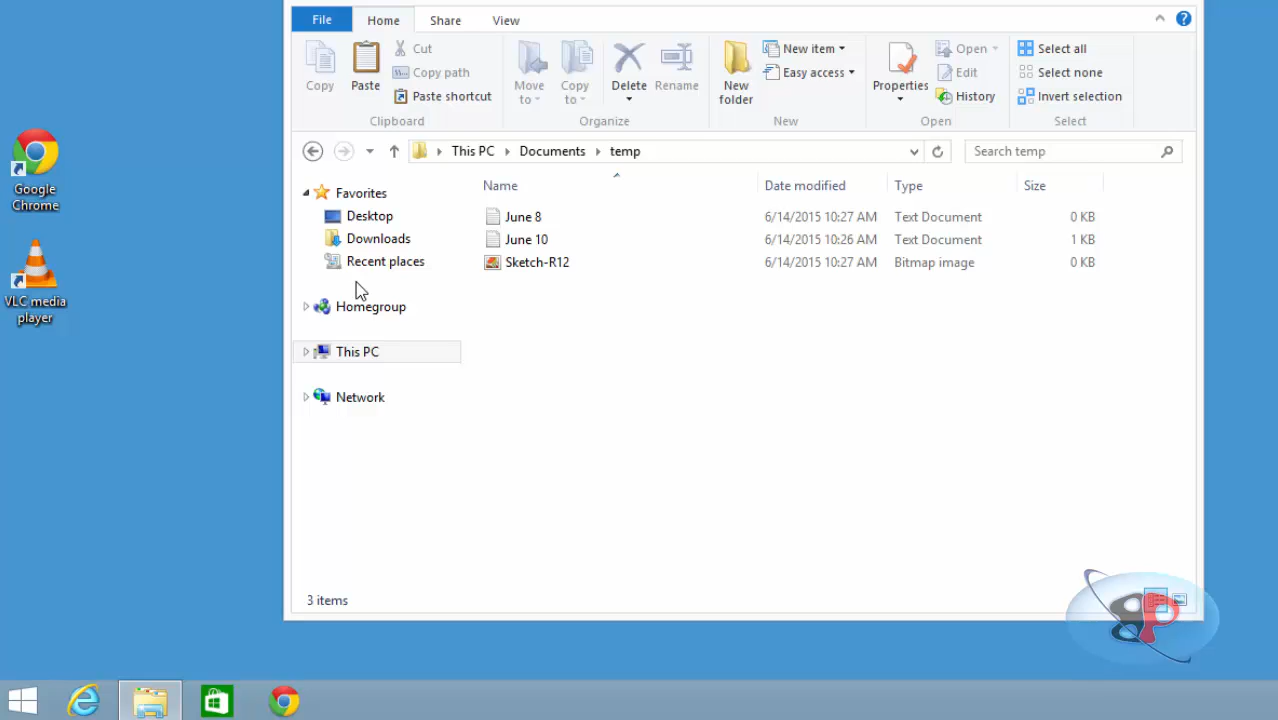 File Home Share View
Copy
Paste
Cut
Copy path
Paste shortcut
Clipboard
Move to
Copy to
Delete
Rename
Organize
New folder
New item
Easy access
New
Properties
Open
Edit
History
Open
Select all
Select none
Invert selection
Select
This PC Documents temp
Search temp
Google Chrome
VLC media player
Favorites
Desktop
Downloads
Recent places
Homegroup
This PC
Network
Name Date modified Type Size
June 8 6/14/2015 10:27 AM Text Document 0 KB
June 10 6/14/2015 10:26 AM Text Document 1 KB
Sketch-R12 6/14/2015 10:27 AM Bitmap image 0 KB
3 items
BP